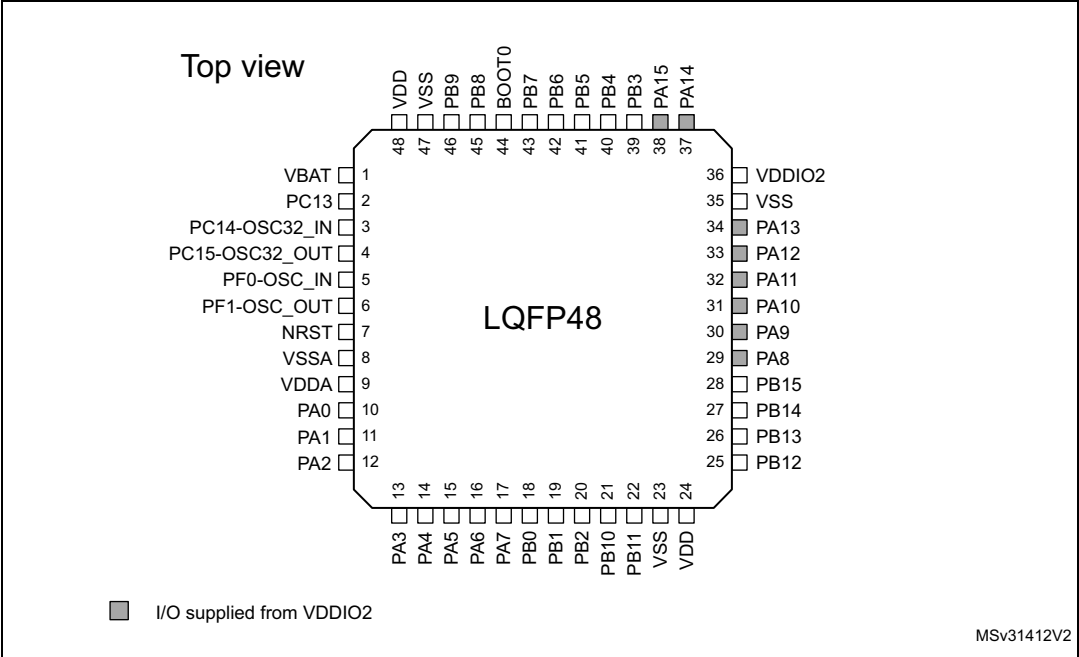 Top view
48 VDD
47 VSS
46 PB9
45 PB8
44 BOOT0
43 PB7
42 PB6
41 PB5
40 PB4
39 PB3
38 PA15
37 PA14
VBAT 1
PC13 2
PC14-OSC32_IN 3
PC15-OSC32_OUT 4
PF0-OSC_IN 5
PF1-OSC_OUT 6
NRST 7
VSSA 8
VDDA 9
PA0 10
PA1 11
PA2 12
LQFP48
36 VDDIO2
35 VSS
34 PA13
33 PA12
32 PA11
31 PA10
30 PA9
29 PA8
28 PB15
27 PB14
26 PB13
25 PB12
PA3 13
PA4 14
PA5 15
PA6 16
PA7 17
PB0 18
PB1 19
PB2 20
PB10 21
PB11 22
VSS 23
VDD 24
I/O supplied from VDDIO2
MSv31412V2